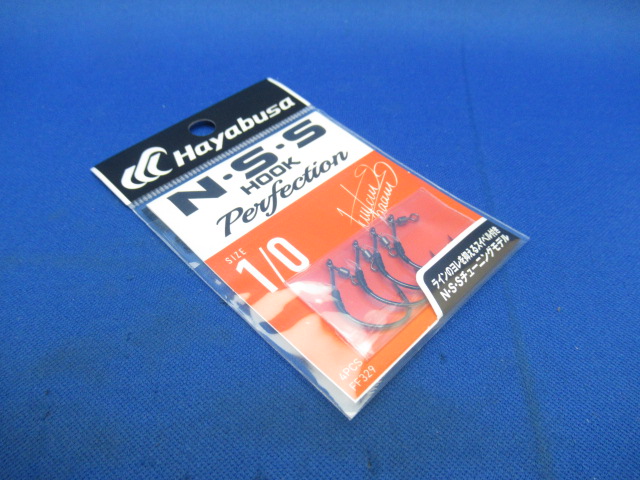 Hayabusa
N・S・S
HOOK
Perfection
SIZE
1/0
ラインのヨレを抑えるスイベル付き
N・S・Sチューニングモデル
4PCS
FF329